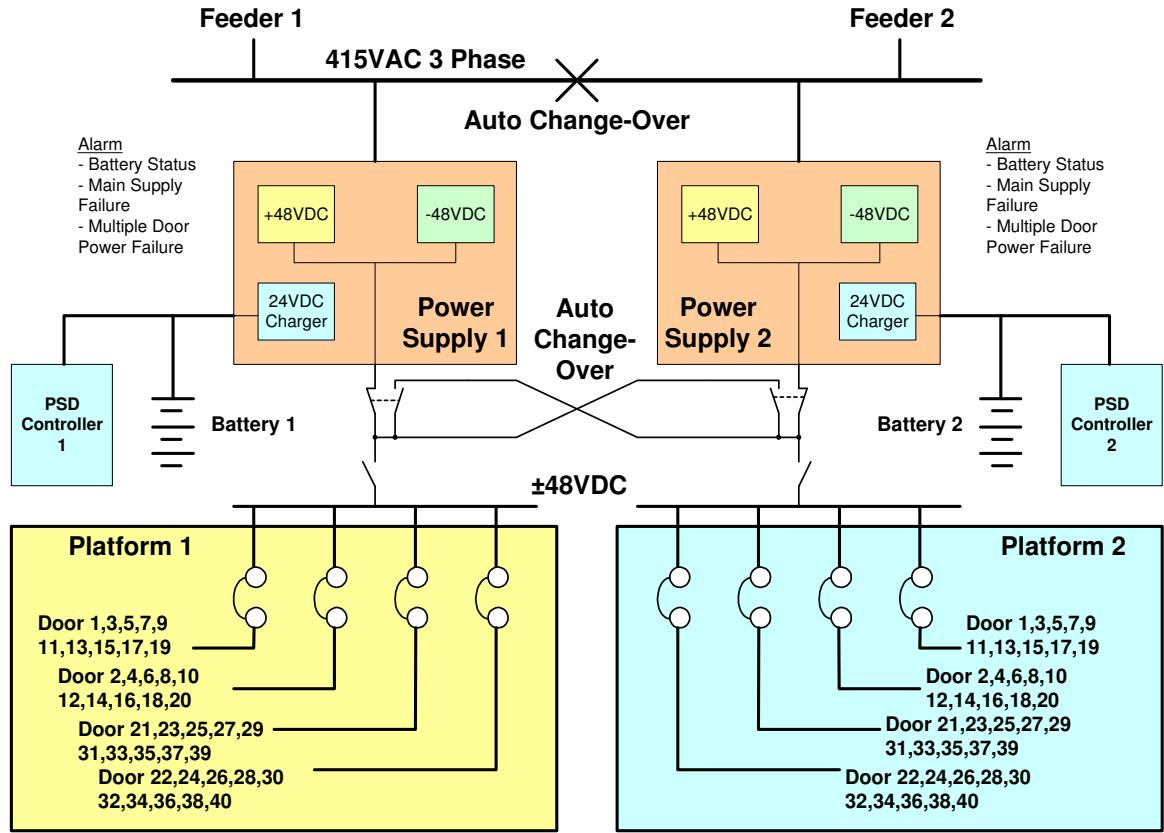 Feeder 1
Feeder 2
415VAC 3 Phase
Auto Change-Over
Alarm
- Battery Status
- Main Supply
Failure
- Multiple Door
Power Failure
Alarm
- Battery Status
- Main Supply
Failure
- Multiple Door
Power Failure
+48VDC
-48VDC
+48VDC
-48VDC
24VDC
Charger
Power
Supply 1
Auto
Change-
Over
Power
Supply 2
24VDC
Charger
PSD
Controller
1
Battery 1
Battery 2
PSD
Controller
2
±48VDC
Platform 1
Door 1,3,5,7,9
11,13,15,17,19
Door 2,4,6,8,10
12,14,16,18,20
Door 21,23,25,27,29
31,33,35,37,39
Door 22,24,26,28,30
32,34,36,38,40
Platform 2
Door 1,3,5,7,9
11,13,15,17,19
Door 2,4,6,8,10
12,14,16,18,20
Door 21,23,25,27,29
31,33,35,37,39
Door 22,24,26,28,30
32,34,36,38,40